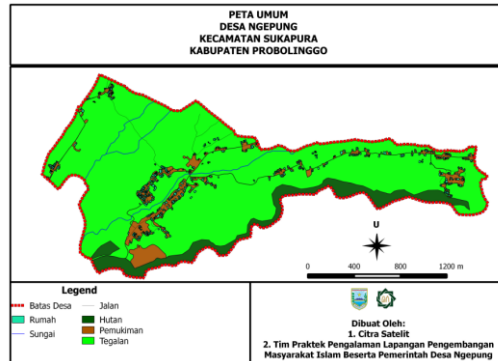 PETA UMUM
DESA NGEPUNG
KECAMATAN SUKAPURA
KABUPATEN PROBOLINGGO
U
0 400 800 1200 m
Legend
Batas Desa
Jalan
Rumah
Hutan
Sungai
Pemukiman
Tegalan
Dibuat Oleh:
1. Citra Satelit
2. Tim Praktek Pengalaman Lapangan Pengembangan
Masyarakat Islam Beserta Pemerintah Desa Ngepung